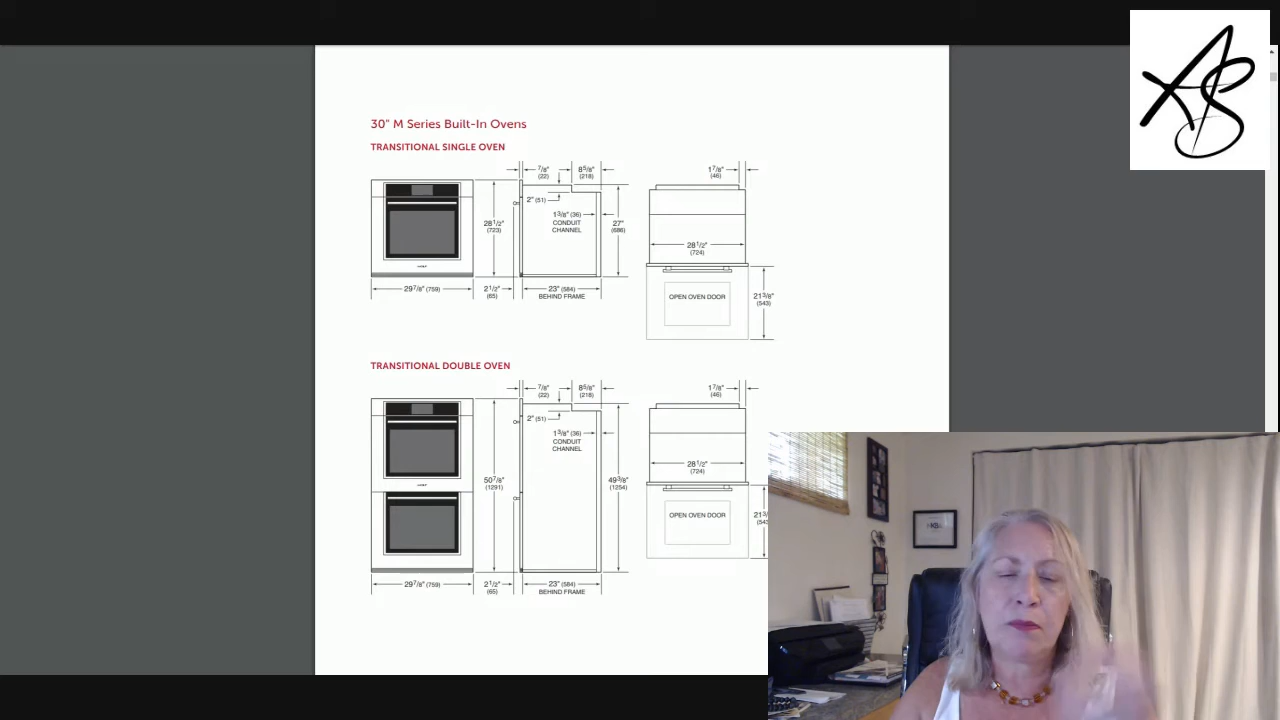 AS
30" M Series Built-In Ovens
TRANSITIONAL SINGLE OVEN
7/8"
(22)
8 5/8"
(218)
1 7/8"
(46)
2" (51)
1 3/8" (36)
CONDUIT
CHANNEL
28 1/2"
(723)
27"
(686)
28 1/2"
(724)
29 7/8" (759)
2 1/2"
(65)
23" (584)
BEHIND FRAME
OPEN OVEN DOOR
21 3/8"
(543)
TRANSITIONAL DOUBLE OVEN
7/8"
(22)
8 5/8"
(218)
1 7/8"
(46)
2" (51)
1 3/8" (36)
CONDUIT
CHANNEL
50 7/8"
(1291)
49 3/8"
(1254)
28 1/2"
(724)
OPEN OVEN DOOR
29 7/8" (759)
2 1/2"
(65)
23" (584)
BEHIND FRAME